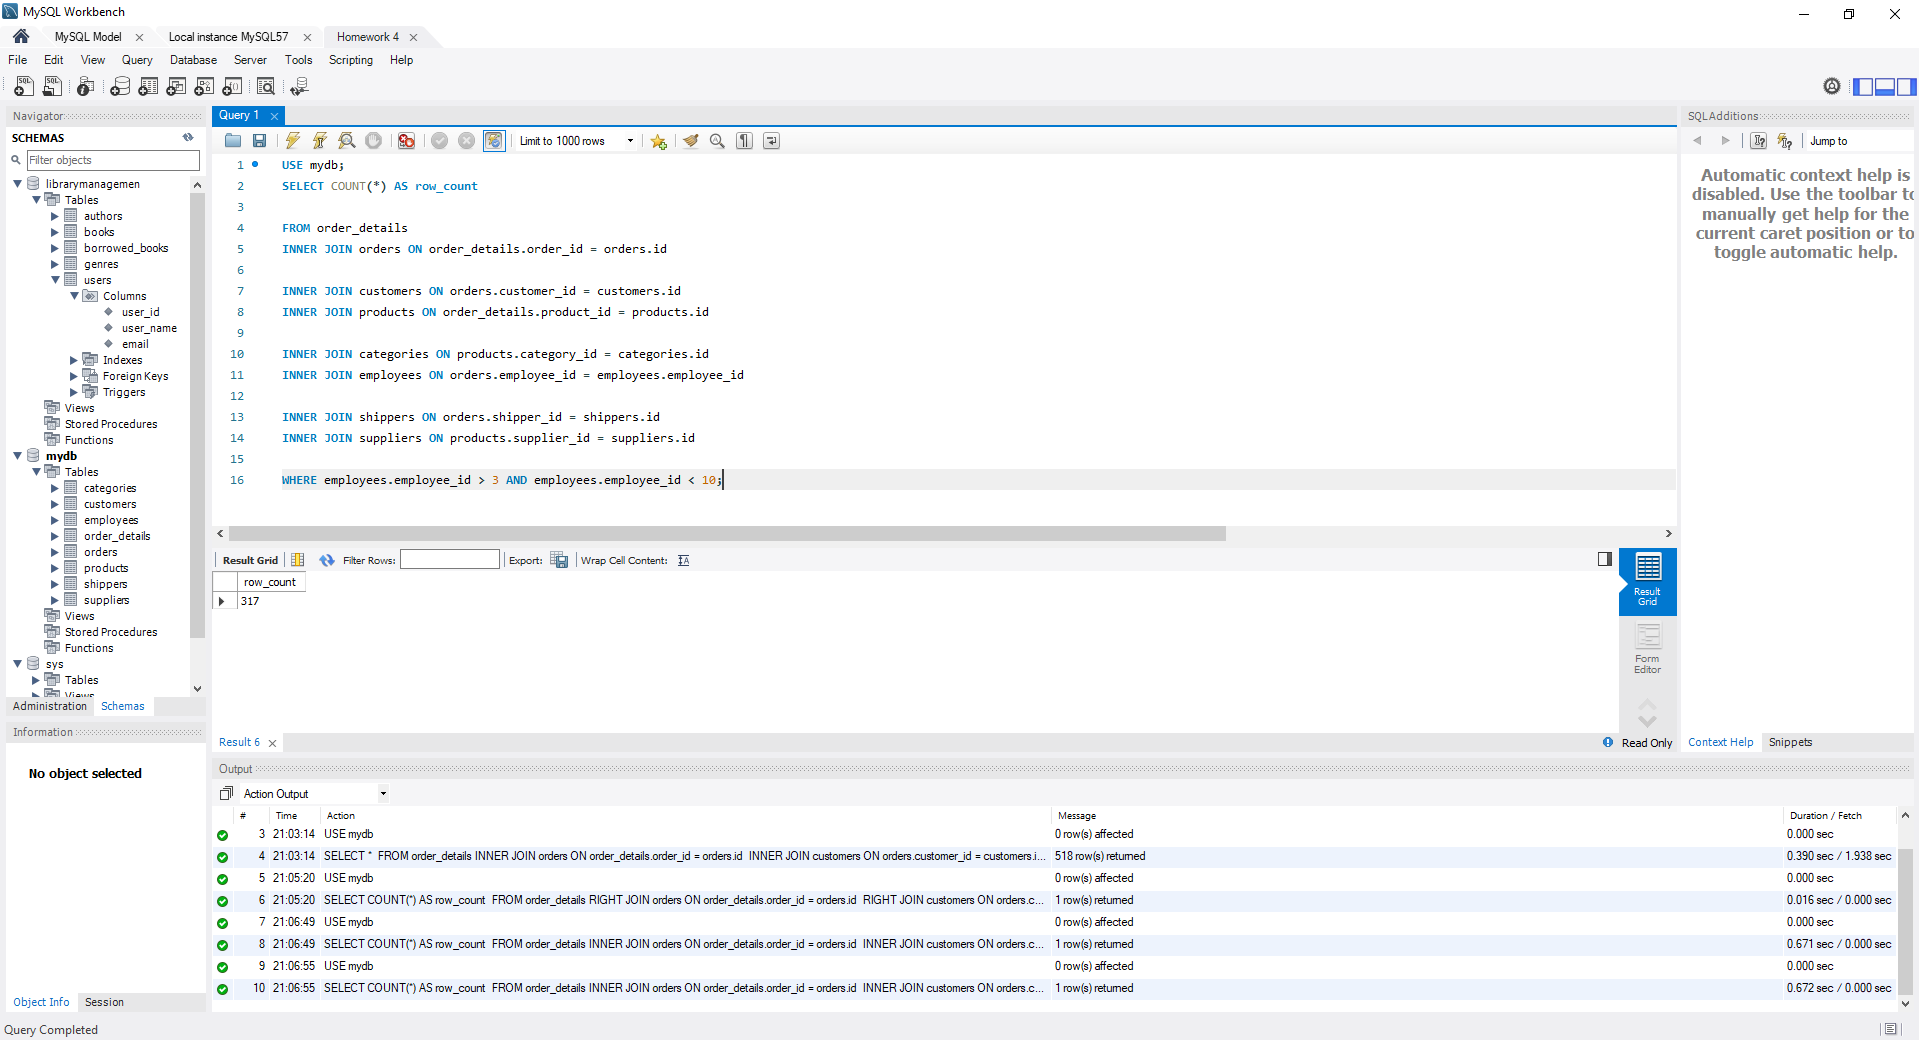 MySQL Workbench
MySQL Model
Local instance MySQL57
Homework 4
File Edit View Query Database Server Tools Scripting Help
Navigator
SCHEMAS
Filter objects
librarymanagemen
Tables
authors
books
borrowed_books
genres
users
Columns
user_id
user_name
email
Indexes
Foreign Keys
Triggers
Views
Stored Procedures
Functions
mydb
Tables
categories
customers
employees
order_details
orders
products
shippers
suppliers
Views
Stored Procedures
Functions
sys
Tables
Views
Administration Schemas
Information
No object selected
Object Info Session
Query Completed
Query 1
Limit to 1000 rows
1 USE mydb;
2 SELECT COUNT(*) AS row_count
3
4 FROM order_details
5 INNER JOIN orders ON order_details.order_id = orders.id
6
7 INNER JOIN customers ON orders.customer_id = customers.id
8 INNER JOIN products ON order_details.product_id = products.id
9
10 INNER JOIN categories ON products.category_id = categories.id
11 INNER JOIN employees ON orders.employee_id = employees.employee_id
12
13 INNER JOIN shippers ON orders.shipper_id = shippers.id
14 INNER JOIN suppliers ON products.supplier_id = suppliers.id
15
16 WHERE employees.employee_id > 3 AND employees.employee_id < 10;
Result Grid Filter Rows: Export: Wrap Cell Content:
row_count
317
Result Grid
Form Editor
Result 6
Read Only
SQLAdditions
Jump to
Automatic context help is
disabled. Use the toolbar to
manually get help for the
current caret position or to
toggle automatic help.
Context Help Snippets
Output
Action Output
# Time Action Message Duration / Fetch
3 21:03:14 USE mydb 0 row(s) affected 0.000 sec
4 21:03:14 SELECT * FROM order_details INNER JOIN orders ON order_details.order_id = orders.id INNER JOIN customers ON orders.customer_id = customers.i... 518 row(s) returned 0.390 sec / 1.938 sec
5 21:05:20 USE mydb 0 row(s) affected 0.000 sec
6 21:05:20 SELECT COUNT(*) AS row_count FROM order_details RIGHT JOIN orders ON order_details.order_id = orders.id RIGHT JOIN customers ON orders.c... 1 row(s) returned 0.016 sec / 0.000 sec
7 21:06:49 USE mydb 0 row(s) affected 0.000 sec
8 21:06:49 SELECT COUNT(*) AS row_count FROM order_details INNER JOIN orders ON order_details.order_id = orders.id INNER JOIN customers ON orders.c... 1 row(s) returned 0.671 sec / 0.000 sec
9 21:06:55 USE mydb 0 row(s) affected 0.000 sec
10 21:06:55 SELECT COUNT(*) AS row_count FROM order_details INNER JOIN orders ON order_details.order_id = orders.id INNER JOIN customers ON orders.c... 1 row(s) returned 0.672 sec / 0.000 sec